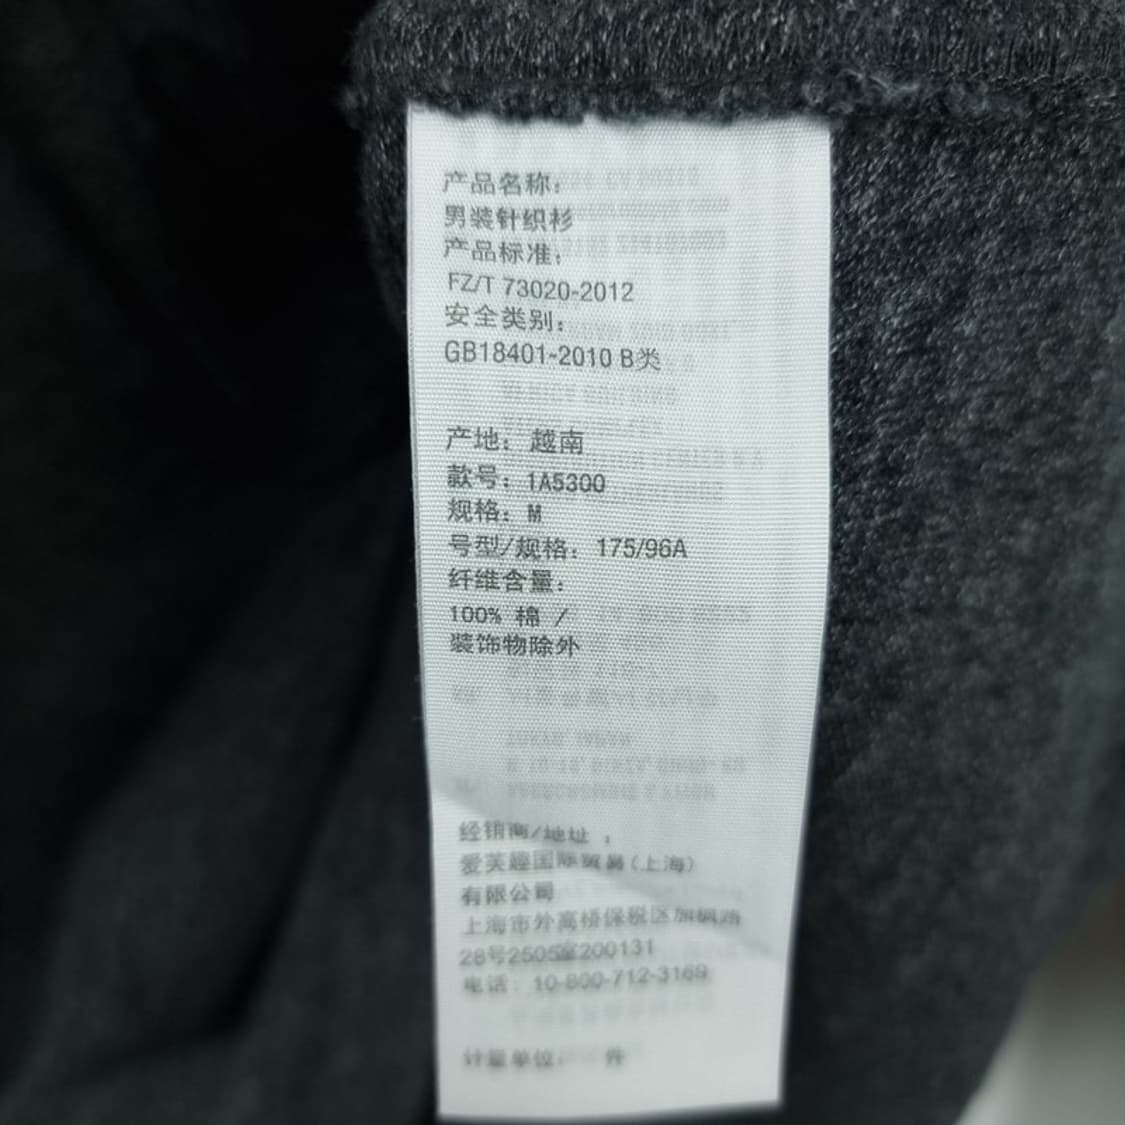 产品名称:
男装针织衫
产品标准:
FZ/T 73020-2012
安全类别:
GB18401-2010 B类
产地: 越南
款号: 1A5300
规格: M
号型/规格: 175/96A
纤维含量:
100% 棉 /
装饰物除外
经销商/地址 :
爱芙趣国际贸易(上海)
有限公司
上海市外高桥保税区加枫路
28号2505室200131
电话: 10-800-712-3169
计量单位: 件